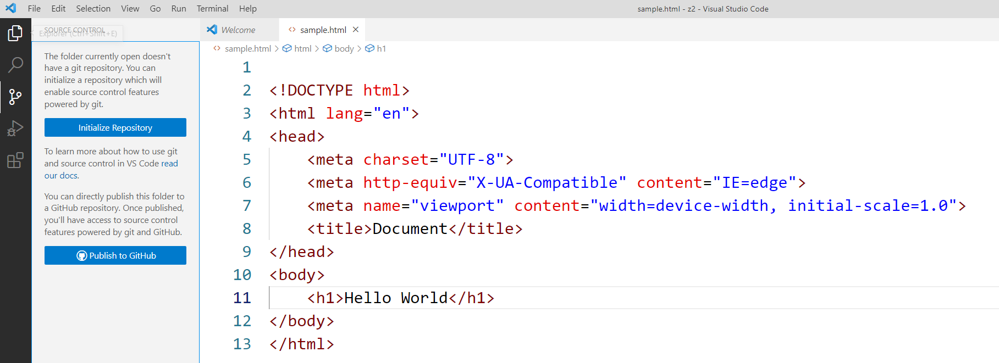 File Edit Selection View Go Run Terminal Help
sample.html - z2 - Visual Studio Code
SOURCE CONTROL
Explorer (Ctrl+Shift+E)
The folder currently open doesn't
have a git repository. You can
initialize a repository which will
enable source control features
powered by git.
Initialize Repository
To learn more about how to use git
and source control in VS Code read
our docs.
You can directly publish this folder to
a GitHub repository. Once published,
you'll have access to source control
features powered by git and GitHub.
Publish to GitHub
Welcome
sample.html
sample.html > html > body > h1
1
2 <!DOCTYPE html>
3 <html lang="en">
4 <head>
5 <meta charset="UTF-8">
6 <meta http-equiv="X-UA-Compatible" content="IE=edge">
7 <meta name="viewport" content="width=device-width, initial-scale=1.0">
8 <title>Document</title>
9 </head>
10 <body>
11 <h1>Hello World</h1>
12 </body>
13 </html>